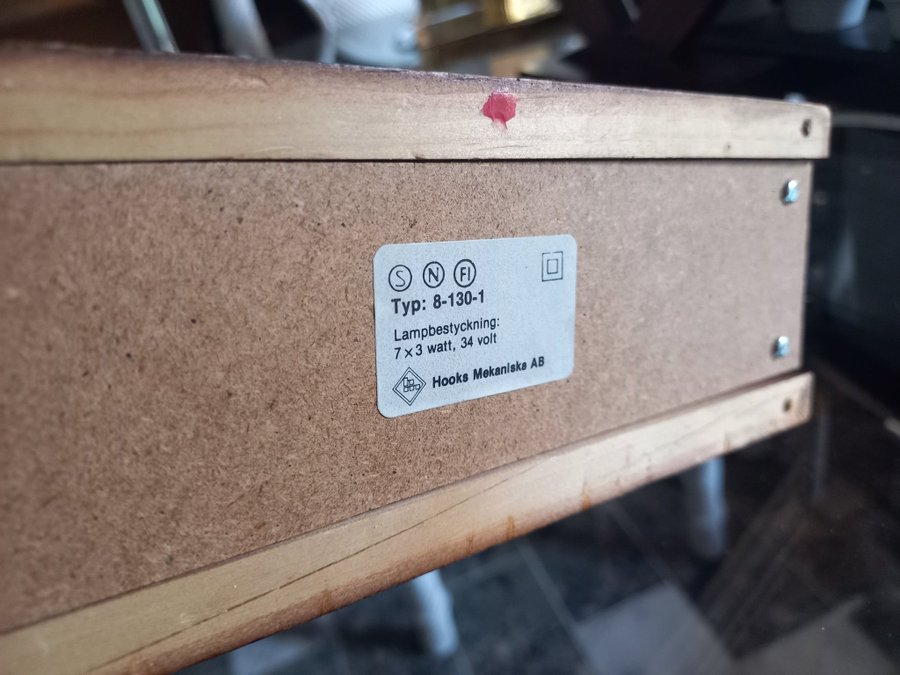 S N FI
Typ: 8-130-1
Lampbestyckning:
7 x 3 watt, 34 volt
Hooks Mekaniska AB